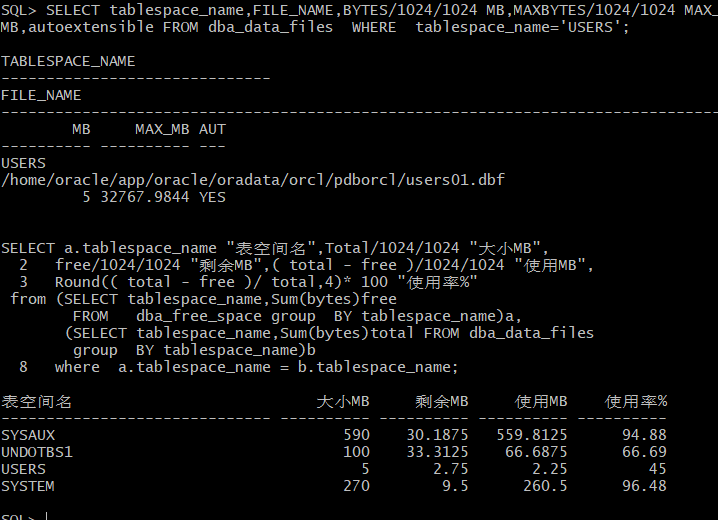 SQL> SELECT tablespace_name,FILE_NAME,BYTES/1024/1024 MB,MAXBYTES/1024/1024 MAX_
MB,autoextensible FROM dba_data_files  WHERE  tablespace_name='USERS';
TABLESPACE_NAME
------------------------------
FILE_NAME
--------------------------------------------------------------------------------
        MB     MAX_MB AUT
---------- ---------- ---
USERS
/home/oracle/app/oracle/oradata/orcl/pdborcl/users01.dbf
         5 32767.9844 YES
SELECT a.tablespace_name "表空间名",Total/1024/1024 "大小MB",
  2   free/1024/1024 "剩余MB",( total - free )/1024/1024 "使用MB",
  3   Round(( total - free )/ total,4)* 100 "使用率%"
 from (SELECT tablespace_name,Sum(bytes)free
        FROM   dba_free_space group  BY tablespace_name)a,
       (SELECT tablespace_name,Sum(bytes)total FROM dba_data_files
        group  BY tablespace_name)b
  8   where  a.tablespace_name = b.tablespace_name;
表空间名                           大小MB     剩余MB     使用MB    使用率%
------------------------------ ---------- ---------- ---------- ----------
SYSAUX                                590    30.1875   559.8125      94.88
UNDOTBS1                              100    33.3125    66.6875      66.69
USERS                                   5       2.75       2.25         45
SYSTEM                                270        9.5      260.5      96.48
SQL>